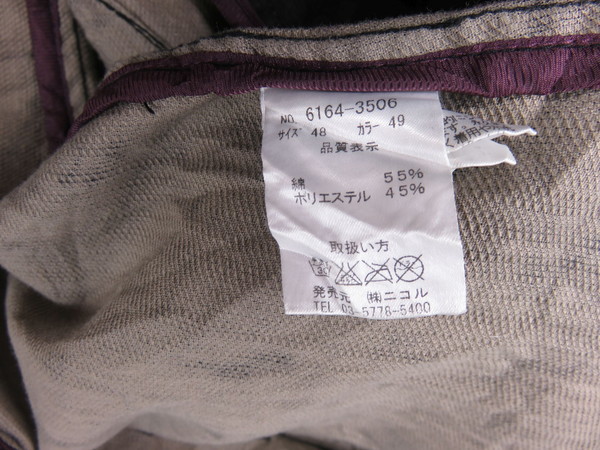 NO. 6164-3506
サイズ 48 カラー 49
品質表示
綿 55%
ポリエステル 45%
取扱い方
発売元 (株)ニコル
TEL 03-5778-5400